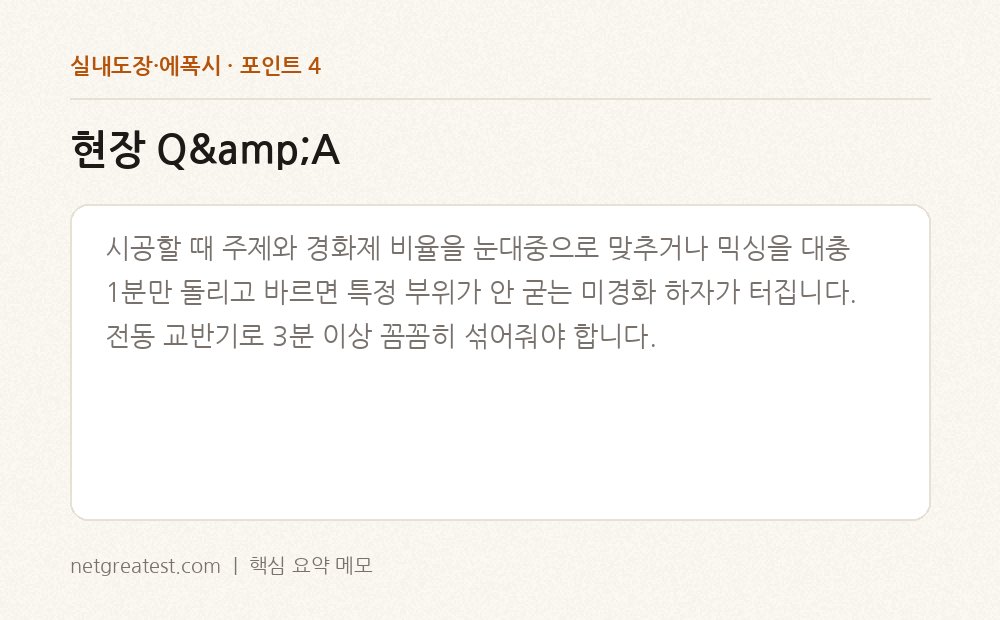 실내도장·에폭시 · 포인트 4
현장 Q&amp;A
시공할 때 주제와 경화제 비율을 눈대중으로 맞추거나 믹싱을 대충
1분만 돌리고 바르면 특정 부위가 안 굳는 미경화 하자가 터집니다.
전동 교반기로 3분 이상 꼼꼼히 섞어줘야 합니다.
netgreatest.com | 핵심 요약 메모